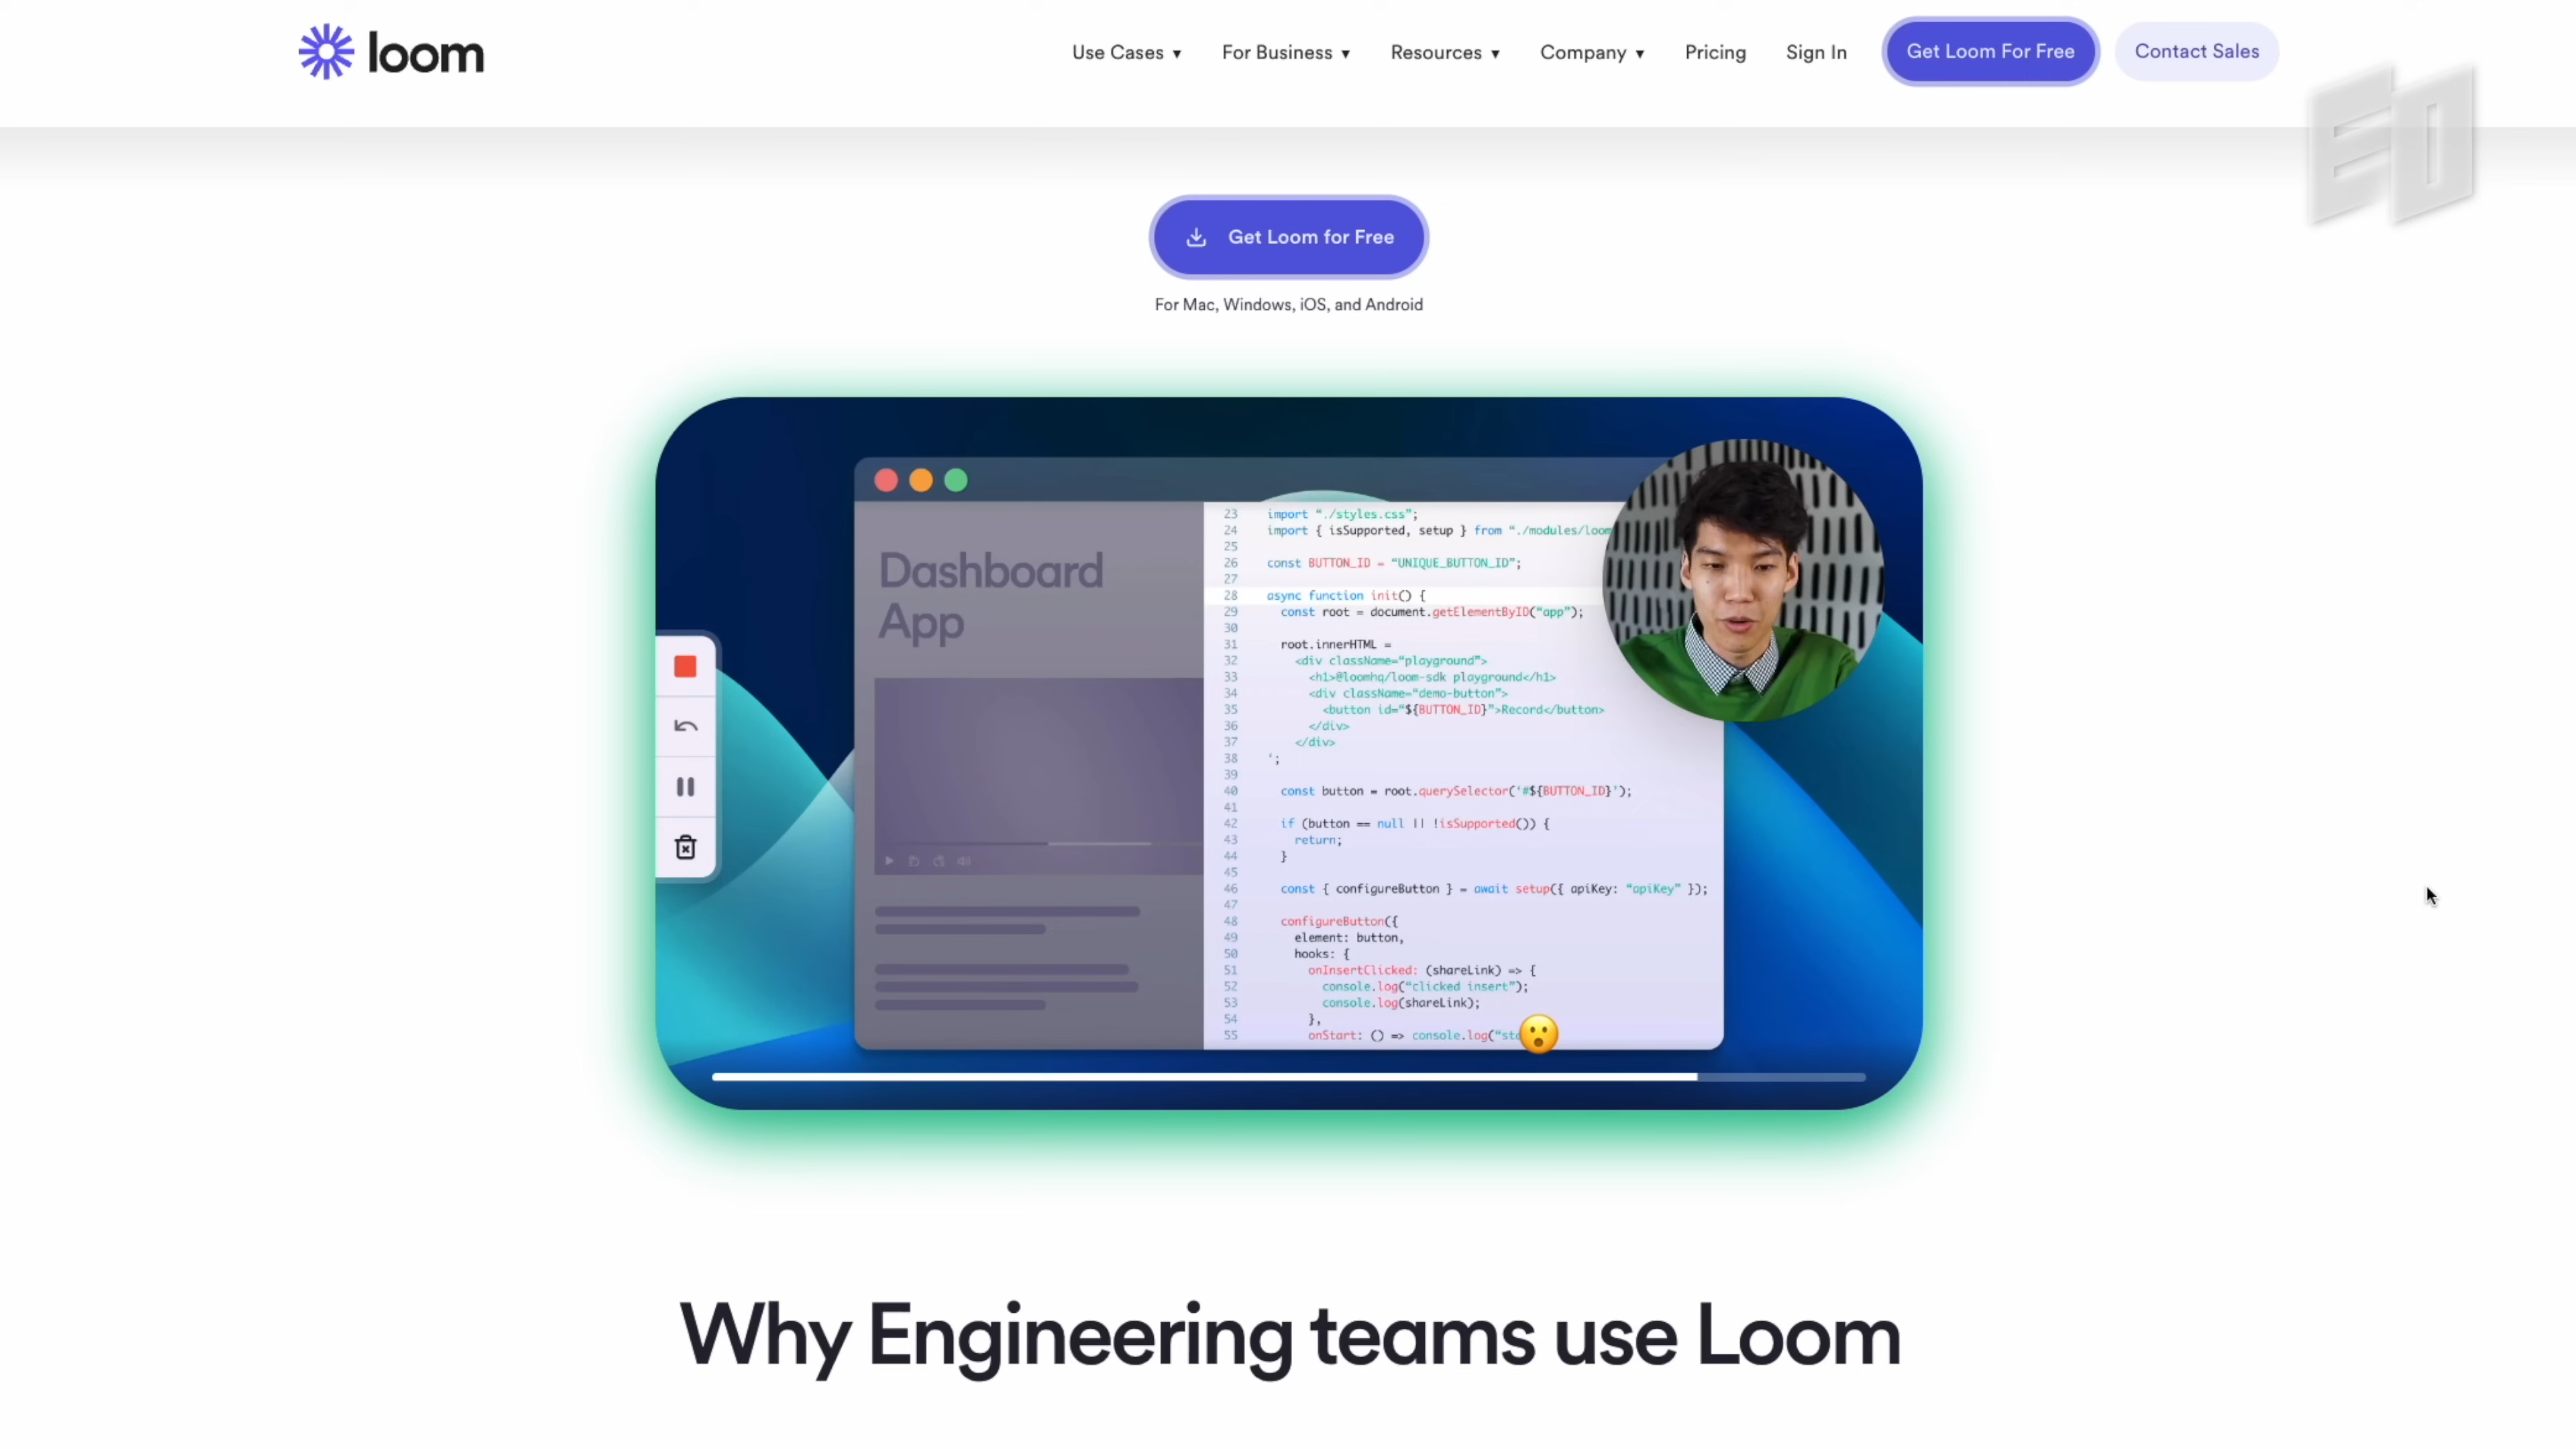 loom
Use Cases ▼
For Business ▼
Resources ▼
Company ▼
Pricing
Sign In
Get Loom For Free
Contact Sales
EO
Get Loom for Free
For Mac, Windows, iOS, and Android
Dashboard
App
23 import “./styles.css”;
24 import { isSupported, setup } from “./modules/loom
25
26 const BUTTON_ID = “UNIQUE_BUTTON_ID”;
27
28 async function init() {
29 const root = document.getElementByID(“app”);
30
31 root.innerHTML =
32 <div className=“playground”>
33 <h1>@loomhq/loom-sdk playground</h1>
34 <div className=“demo-button”>
35 <button id=“${BUTTON_ID}”>Record</button>
36 </div>
37 </div>
38 ‘;
39
40 const button = root.querySelector(‘#${BUTTON_ID}’);
41
42 if (button == null || !isSupported()) {
43 return;
44 }
45
46 const { configureButton } = await setup({ apiKey: “apiKey” });
47
48 configureButton({
49 element: button,
50 hooks: {
51 onInsertClicked: (shareLink) => {
52 console.log(“clicked insert”);
53 console.log(shareLink);
54 },
55 onStart: () => console.log(“st
Why Engineering teams use Loom